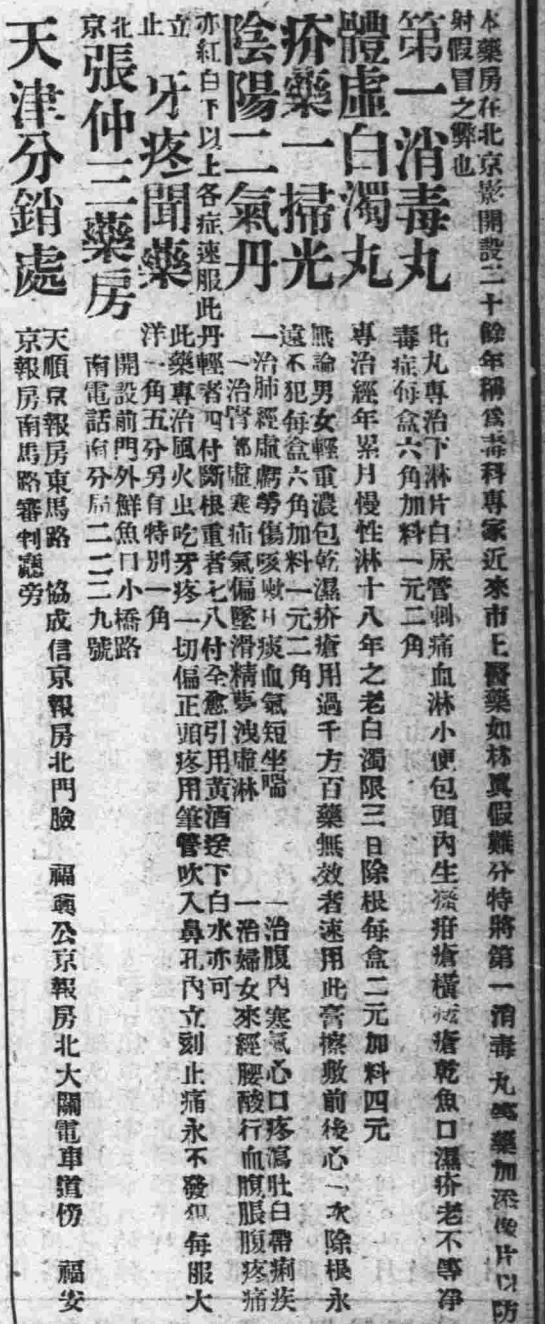 本藥房在北京影開設二十餘年稱爲毒科專家近來市上醫藥如林眞假難分特將第一消毒丸等藥加添像片以防
射假冒之弊也
第一消毒丸
此丸專治下淋片白尿管刺痛血淋小便包頭內生瘡疳瘡橫痃瘡乾魚口濕疥老不等净
毒症每盒六角加料一元二角
體虛白濁丸
專治經年累月慢性淋十八年之老白濁限三日除根每盒二元加料四元
疥藥一掃光
無論男女輕重濃包乾濕疥瘡用過千方百藥無效者速用此膏擦敷前後心一次除根永
遠不犯每盒六角加料一元二角
陰陽二氣丹
一治肺經虛癆勞傷咳嗽吐痰血氣短坐喘
一治腹內寒氣心口疼瀉肚白帶痢疾
一治腎部虛寒疝氣偏墜滑精夢洩虛淋
一治婦女來經腰酸行血腹脹腹疼痛
亦紅白下以上各症速服此丹輕者四付斷根重者七八付全愈引用黃酒送下白水亦可
立止
牙疼聞藥
此藥專治風火虫吃牙疼一切偏正頭疼用筆管吹入鼻孔內立刻止痛永不發犯每服大
洋一角五分另有特別一角
北京
張仲三藥房
開設前門外鮮魚口小橋路
南電話南分局二二二九號
天津分銷處
天順京報房東馬路 協成信京報房北門臉 福興公京報房北大關電車道傍 福安
京報房南馬路審判廳旁